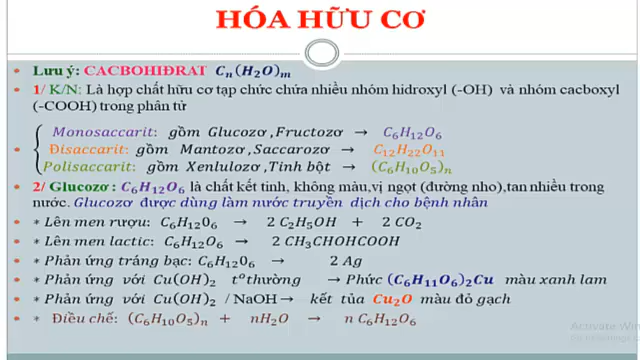 HÓA HỮU CƠ
Lưu ý: CACBOHIĐRAT Cₙ(H₂O)ₘ
1/ K/N: Là hợp chất hữu cơ tạp chức chứa nhiều nhóm hidroxyl (-OH) và nhóm cacboxyl
(-COOH) trong phân tử
Monosaccarit: gồm Glucozơ ,Fructozơ → C₆H₁₂O₆
Đisaccarit: gồm Mantozơ ,Saccarozơ → C₁₂H₂₂O₁₁
Polisaccarit: gồm Xenlulozơ ,Tinh bột → (C₆H₁₀O₅)ₙ
2/ Glucozơ : C₆H₁₂O₆ là chất kết tinh, không màu,vị ngọt (đường nho),tan nhiều trong
nước. Glucozơ được dùng làm nước truyền dịch cho bệnh nhân
* Lên men rượu: C₆H₁₂0₆ → 2 C₂H₅OH + 2 CO₂
* Lên men lactic: C₆H₁₂O₆ → 2 CH₃CHOHCOOH
* Phản ứng tráng bạc: C₆H₁₂0₆ → 2 Ag
* Phản ứng với Cu(OH)₂ t°thường → Phức (C₆H₁₁O₆)₂Cu màu xanh lam
* Phản ứng với Cu(OH)₂ / NaOH→ kết tủa Cu₂O màu đỏ gạch
* Điều chế: (C₆H₁₀O₅)ₙ + nH₂O → n C₆H₁₂O₆
Activate Win